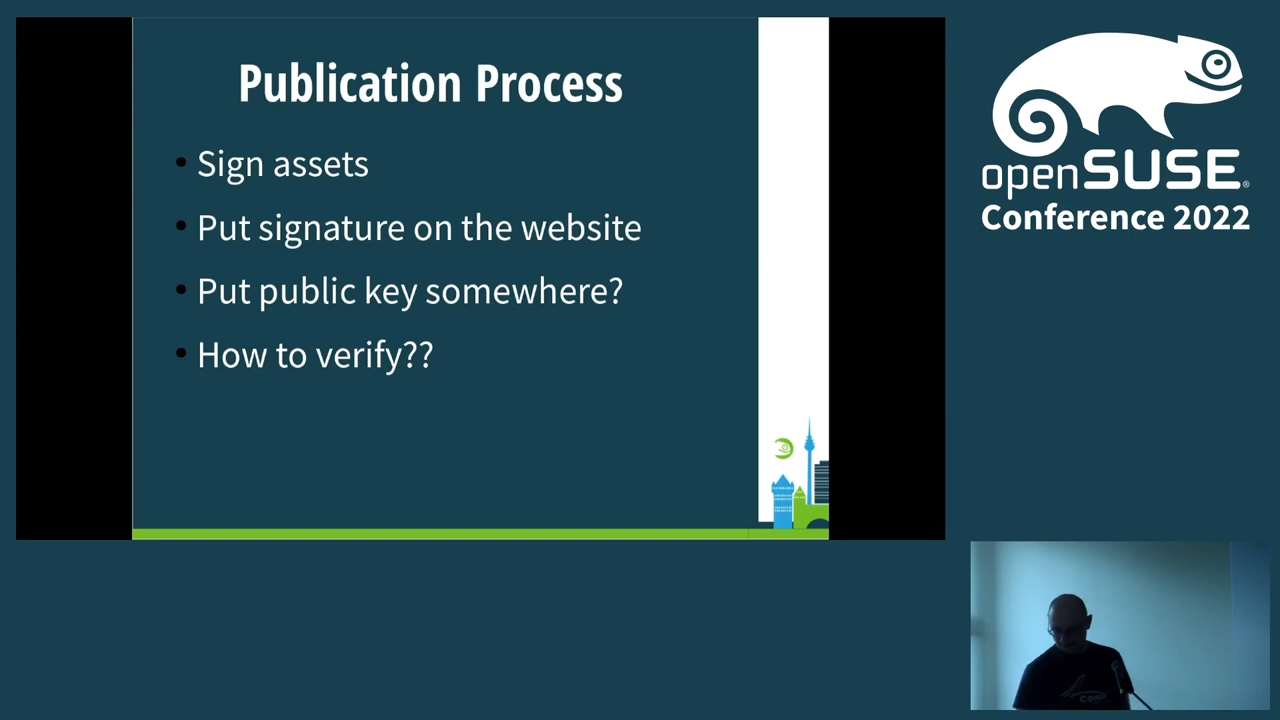 Publication Process
• Sign assets
• Put signature on the website
• Put public key somewhere?
• How to verify??
openSUSE®
Conference 2022